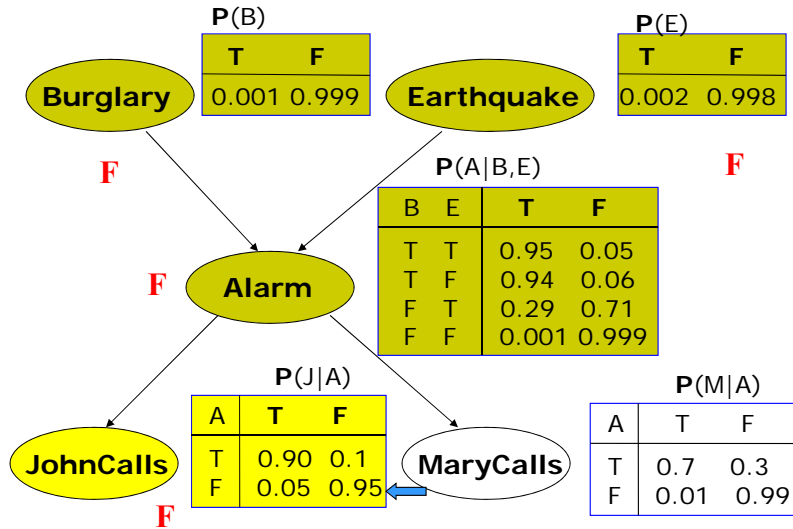 P(B)
T F
0.001 0.999
Burglary
P(E)
T F
0.002 0.998
Earthquake
F
F
P(A|B,E)
B E T F
T T 0.95 0.05
T F 0.94 0.06
F T 0.29 0.71
F F 0.001 0.999
F
Alarm
P(J|A)
A T F
T 0.90 0.1
F 0.05 0.95
JohnCalls
F
MaryCalls
P(M|A)
A T F
T 0.7 0.3
F 0.01 0.99